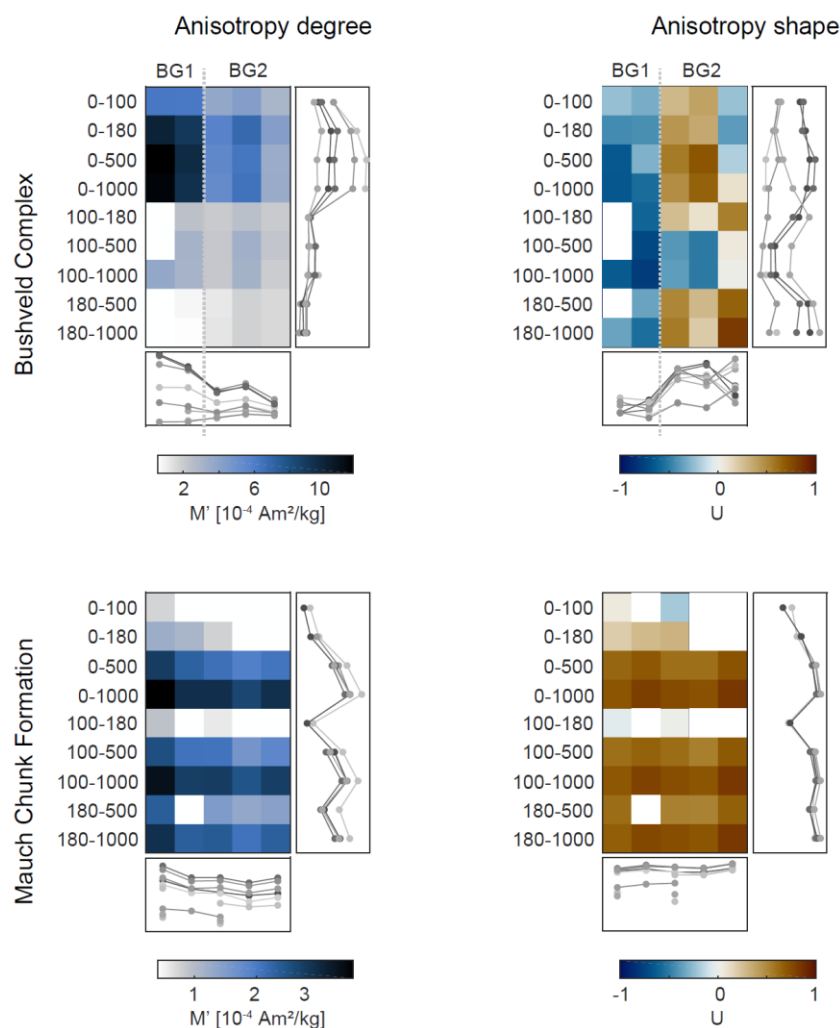 Anisotropy degree
Anisotropy shape
BG1 BG2
BG1 BG2
Bushveld Complex
0-100
0-180
0-500
0-1000
100-180
100-500
100-1000
180-500
180-1000
0-100
0-180
0-500
0-1000
100-180
100-500
100-1000
180-500
180-1000
2 6 10
M' [10⁻⁴ Am²/kg]
-1 0 1
U
Mauch Chunk Formation
0-100
0-180
0-500
0-1000
100-180
100-500
100-1000
180-500
180-1000
0-100
0-180
0-500
0-1000
100-180
100-500
100-1000
180-500
180-1000
1 2 3
M' [10⁻⁴ Am²/kg]
-1 0 1
U